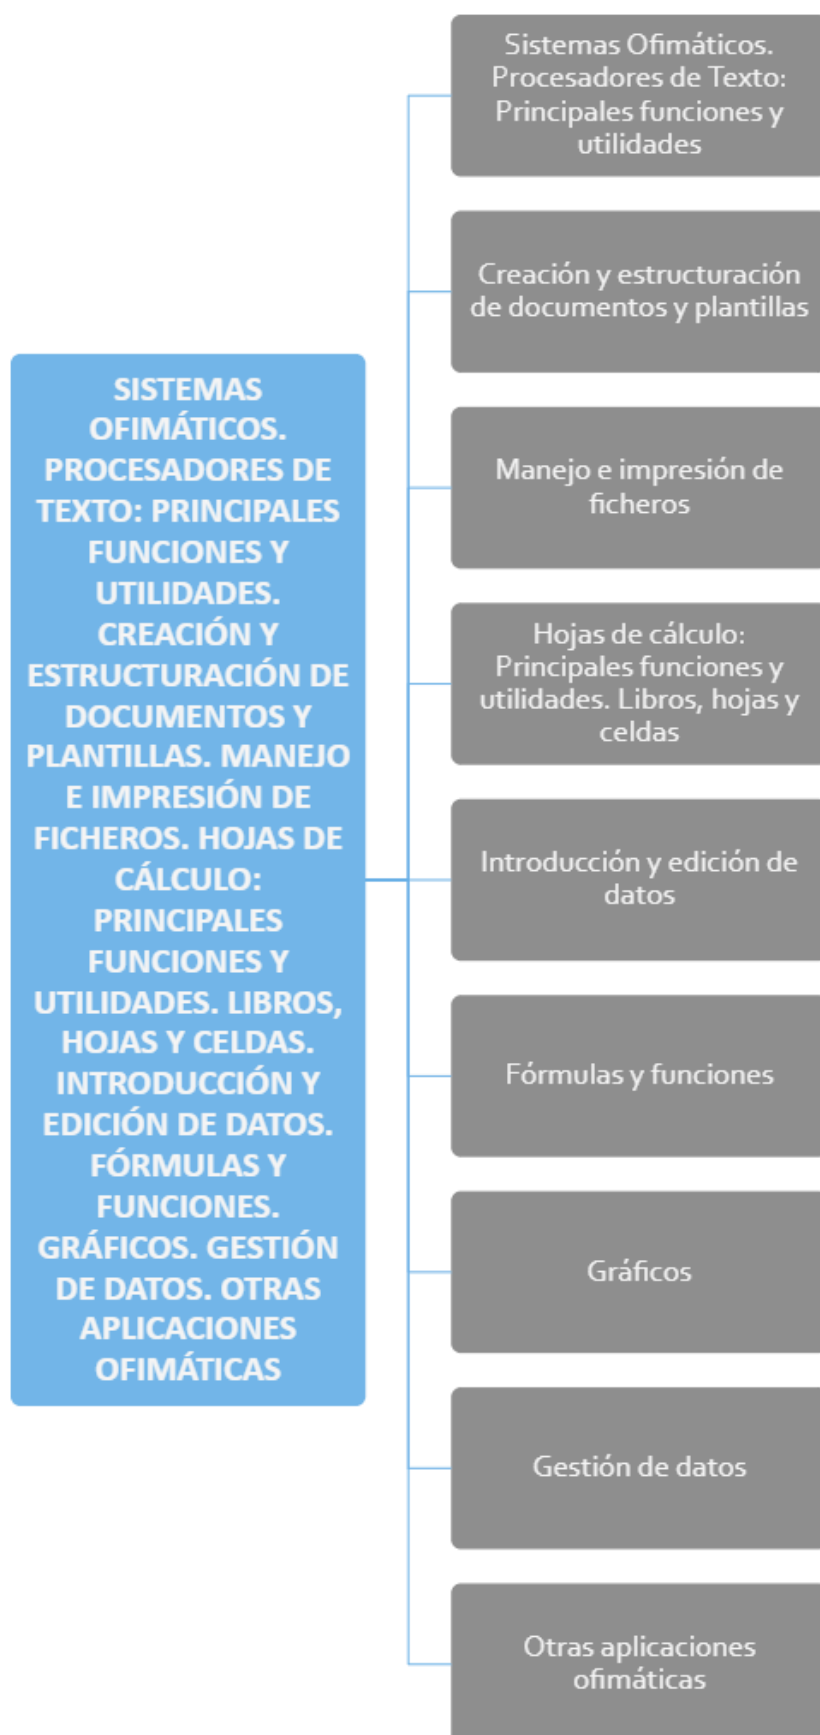 SISTEMAS
OFIMÁTICOS.
PROCESADORES DE
TEXTO: PRINCIPALES
FUNCIONES Y
UTILIDADES.
CREACIÓN Y
ESTRUCTURACIÓN DE
DOCUMENTOS Y
PLANTILLAS. MANEJO
E IMPRESIÓN DE
FICHEROS. HOJAS DE
CÁLCULO:
PRINCIPALES
FUNCIONES Y
UTILIDADES. LIBROS,
HOJAS Y CELDAS.
INTRODUCCIÓN Y
EDICIÓN DE DATOS.
FÓRMULAS Y
FUNCIONES.
GRÁFICOS. GESTIÓN
DE DATOS. OTRAS
APLICACIONES
OFIMÁTICAS
Sistemas Ofimáticos.
Procesadores de Texto:
Principales funciones y
utilidades
Creación y estructuración
de documentos y plantillas
Manejo e impresión de
ficheros
Hojas de cálculo:
Principales funciones y
utilidades. Libros, hojas y
celdas
Introducción y edición de
datos
Fórmulas y funciones
Gráficos
Gestión de datos
Otras aplicaciones
ofimáticas